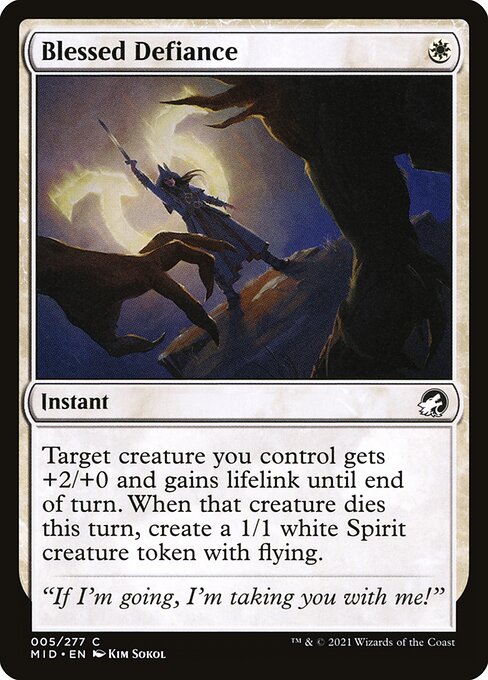 Blessed Defiance
Instant
Target creature you control gets
+2/+0 and gains lifelink until end
of turn. When that creature dies
this turn, create a 1/1 white Spirit
creature token with flying.
“If I’m going, I’m taking you with me!”
005/277 C
MID • EN Kim Sokol
™ & © 2021 Wizards of the Coast